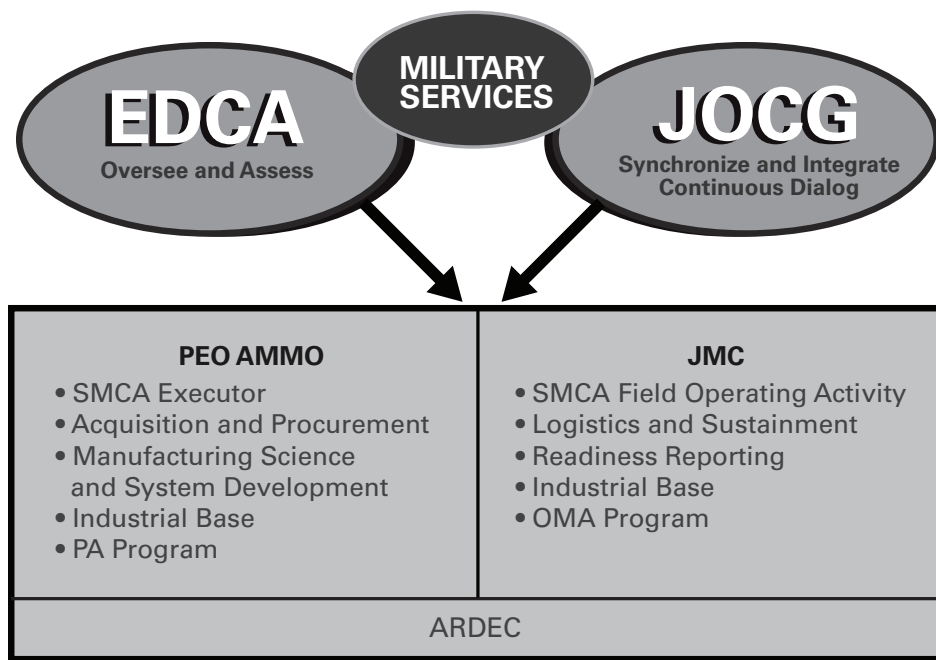 EDCA
Oversee and Assess
MILITARY
SERVICES
JOCG
Synchronize and Integrate
Continuous Dialog
PEO AMMO
• SMCA Executor
• Acquisition and Procurement
• Manufacturing Science
and System Development
• Industrial Base
• PA Program
JMC
• SMCA Field Operating Activity
• Logistics and Sustainment
• Readiness Reporting
• Industrial Base
• OMA Program
ARDEC